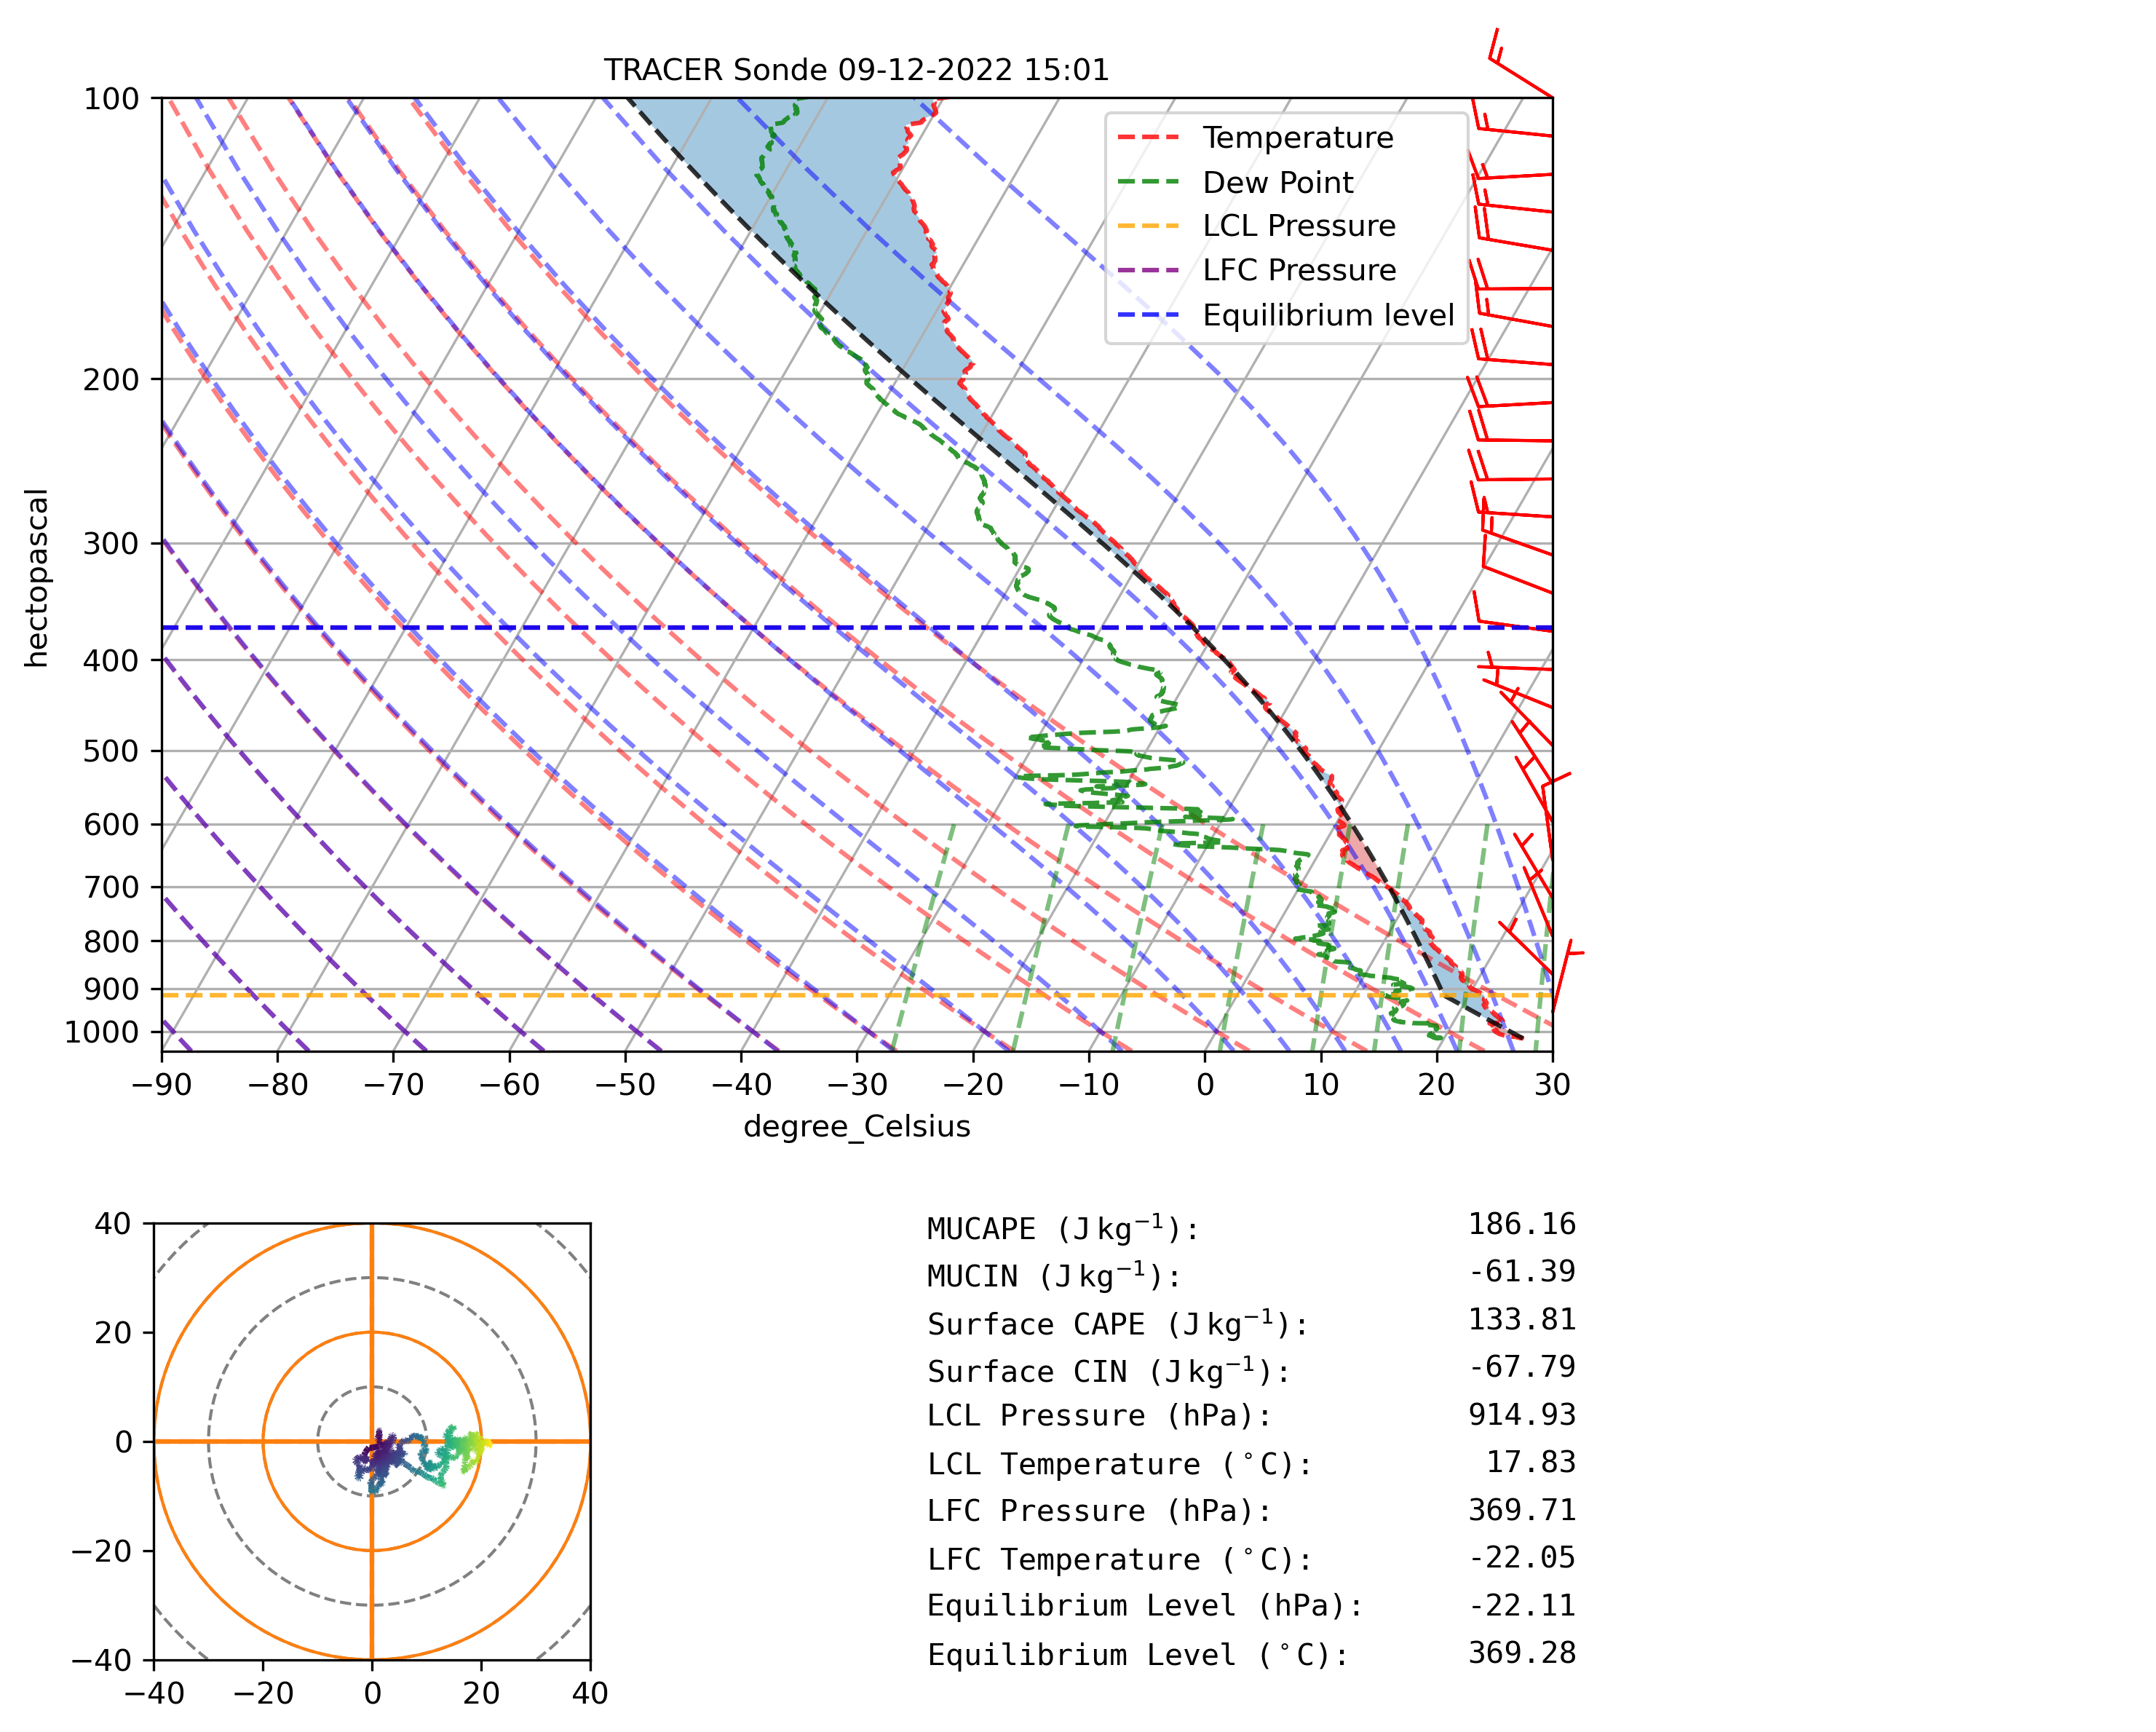 TRACER Sonde 09-12-2022 15:01
100
200
300
400
500
600
700
800
900
1000
hectopascal
Temperature
Dew Point
LCL Pressure
LFC Pressure
Equilibrium level
−90 −80 −70 −60 −50 −40 −30 −20 −10 0 10 20 30
degree_Celsius
40
20
0
−20
−40
−40 −20 0 20 40
MUCAPE (J kg⁻¹): 186.16
MUCIN (J kg⁻¹): -61.39
Surface CAPE (J kg⁻¹): 133.81
Surface CIN (J kg⁻¹): -67.79
LCL Pressure (hPa): 914.93
LCL Temperature (°C): 17.83
LFC Pressure (hPa): 369.71
LFC Temperature (°C): -22.05
Equilibrium Level (hPa): -22.11
Equilibrium Level (°C): 369.28